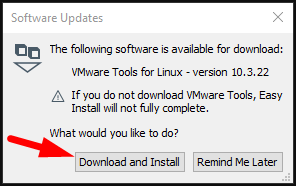 Software Updates
The following software is available for download:
VMware Tools for Linux - version 10.3.22
If you do not download VMware Tools, Easy
Install will not fully complete.
What would you like to do?
Download and Install
Remind Me Later